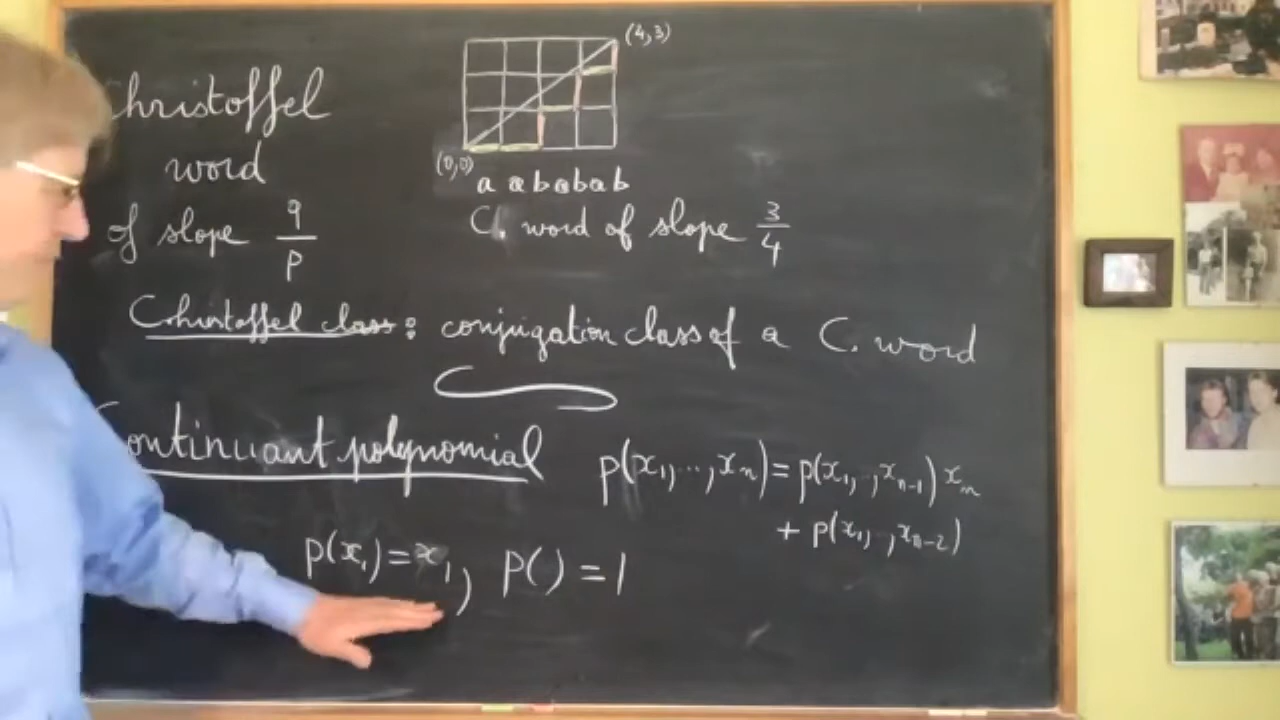 Christoffel
word
of slope q/p
(4,3)
(0,0)
a a b a b a b
C. word of slope 3/4
Christoffel class: conjugation class of a C. word
Continuant polynomial
p(x₁,...,xₙ) = p(x₁,..,xₙ₋₁) xₙ
+ p(x₁,..,xₙ₋₂)
p(x₁) = x₁, p() = 1